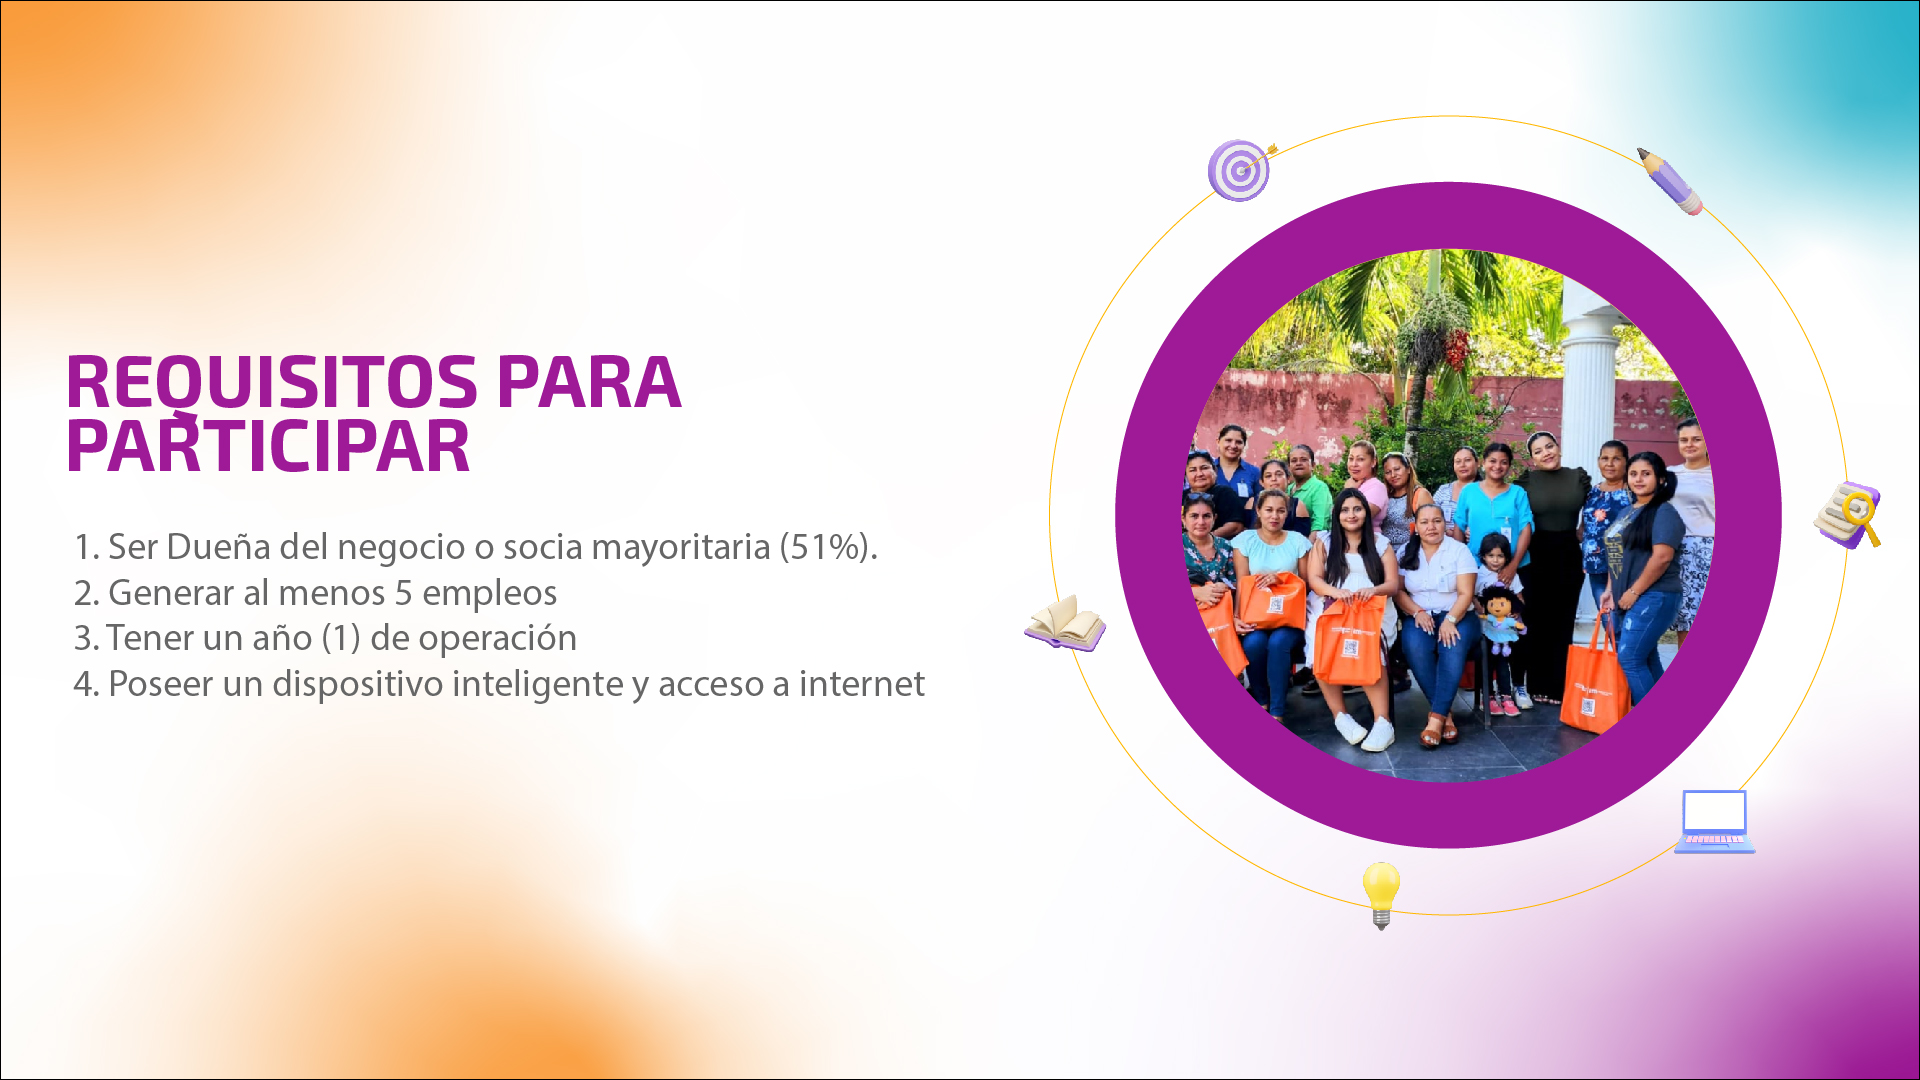 REQUISITOS PARA
PARTICIPAR
1. Ser Dueña del negocio o socia mayoritaria (51%).
2. Generar al menos 5 empleos
3. Tener un año (1) de operación
4. Poseer un dispositivo inteligente y acceso a internet